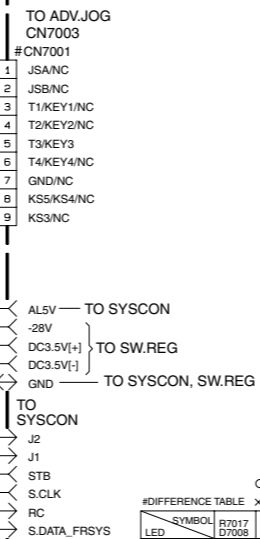 TO ADV.JOG
CN7003
#CN7001
1 JSA/NC
2 JSB/NC
3 T1/KEY1/NC
4 T2/KEY2/NC
5 T3/KEY3
6 T4/KEY4/NC
7 GND/NC
8 KS5/KS4/NC
9 KS3/NC
AL5V TO SYSCON
-28V
DC3.5V[+] TO SW.REG
DC3.5V[-]
GND TO SYSCON, SW.REG
TO
SYSCON
J2
J1
STB
S.CLK
RC
S.DATA_FRSYS
#DIFFERENCE TABLE
SYMBOL R7017
LED D7008